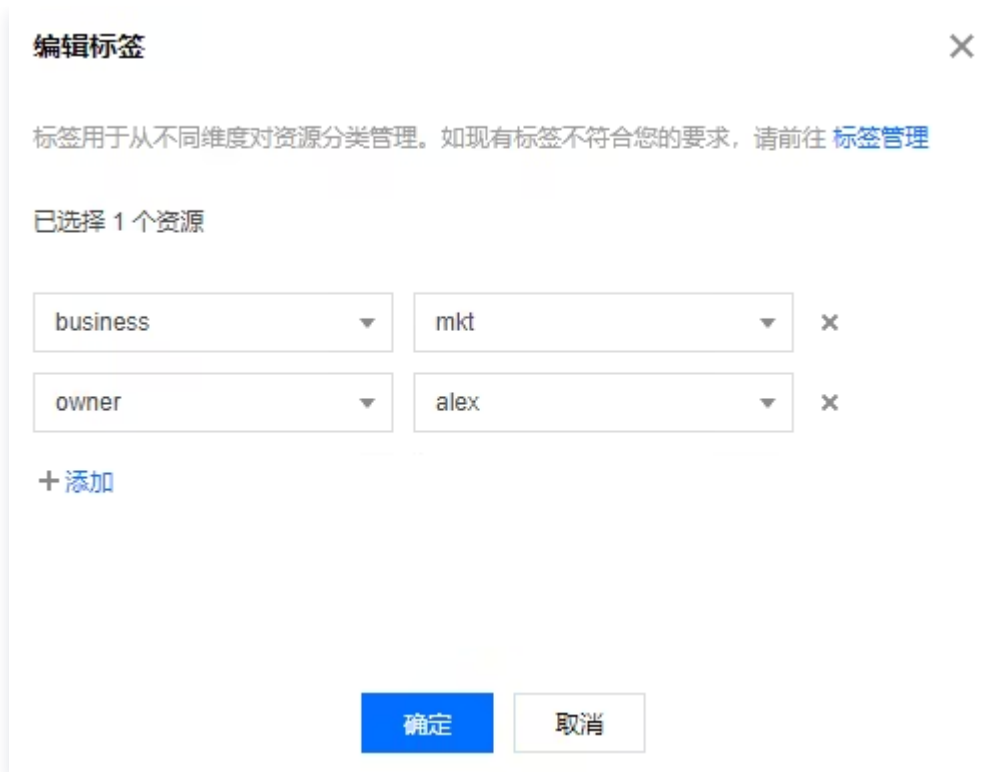 编辑标签
标签用于从不同维度对资源分类管理。如现有标签不符合您的要求，请前往 标签管理
已选择 1 个资源
business mkt
owner alex
添加
确定 取消